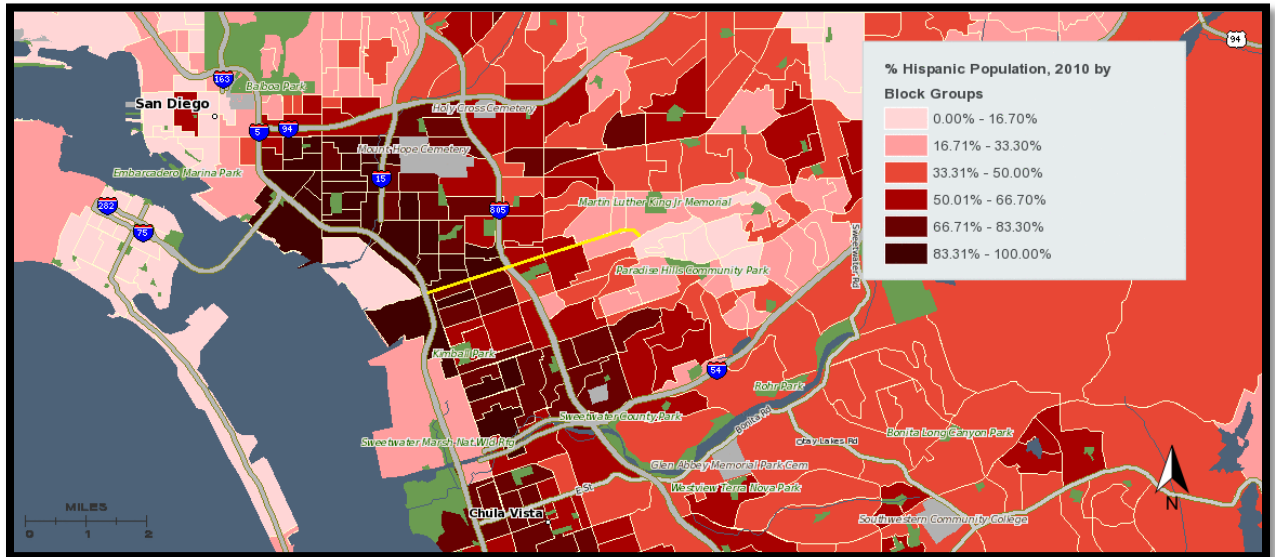 94
% Hispanic Population, 2010 by
Block Groups
0.00% - 16.70%
16.71% - 33.30%
33.31% - 50.00%
50.01% - 66.70%
66.71% - 83.30%
83.31% - 100.00%
163
Balboa Park
San Diego
Holy Cross Cemetery
5
94
Mount Hope Cemetery
Embarcadero Marina Park
15
282
805
Martin Luther King Jr Memorial
75
Sweetwater Rd
Paradise Hills Community Park
Kimball Park
54
Rohr Park
Sweetwater County Park
Bonita Rd
Otay Lakes Rd
Bonita Long Canyon Park
Sweetwater Marsh Nat Wld Rfg
Glen Abbey Memorial Park Cem
Westview Terra Nova Park
E St
MILES
0 1 2
Chula Vista
Southwestern Community College
N